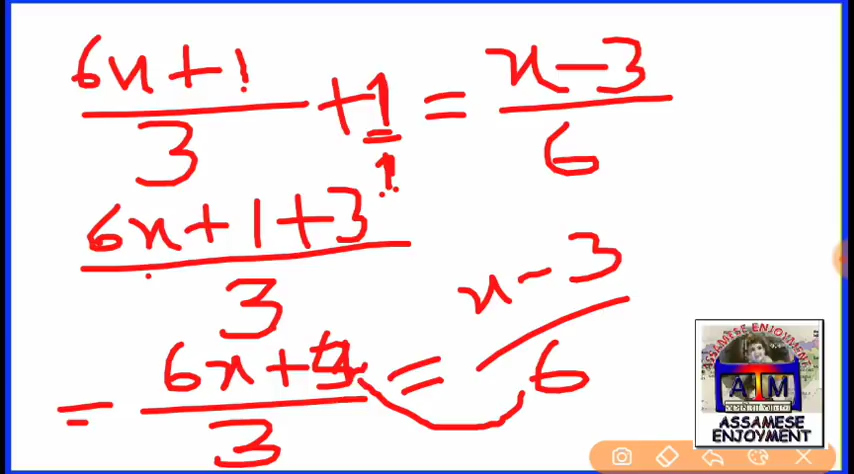 6x + 1 + 1 = x - 3
3 1 6
6x + 1 + 3
3
x - 3
6
= 6x + 4 =
3
ASSAMESE ENJOYMENT
ATM
ASSAMESE
ENJOYMENT